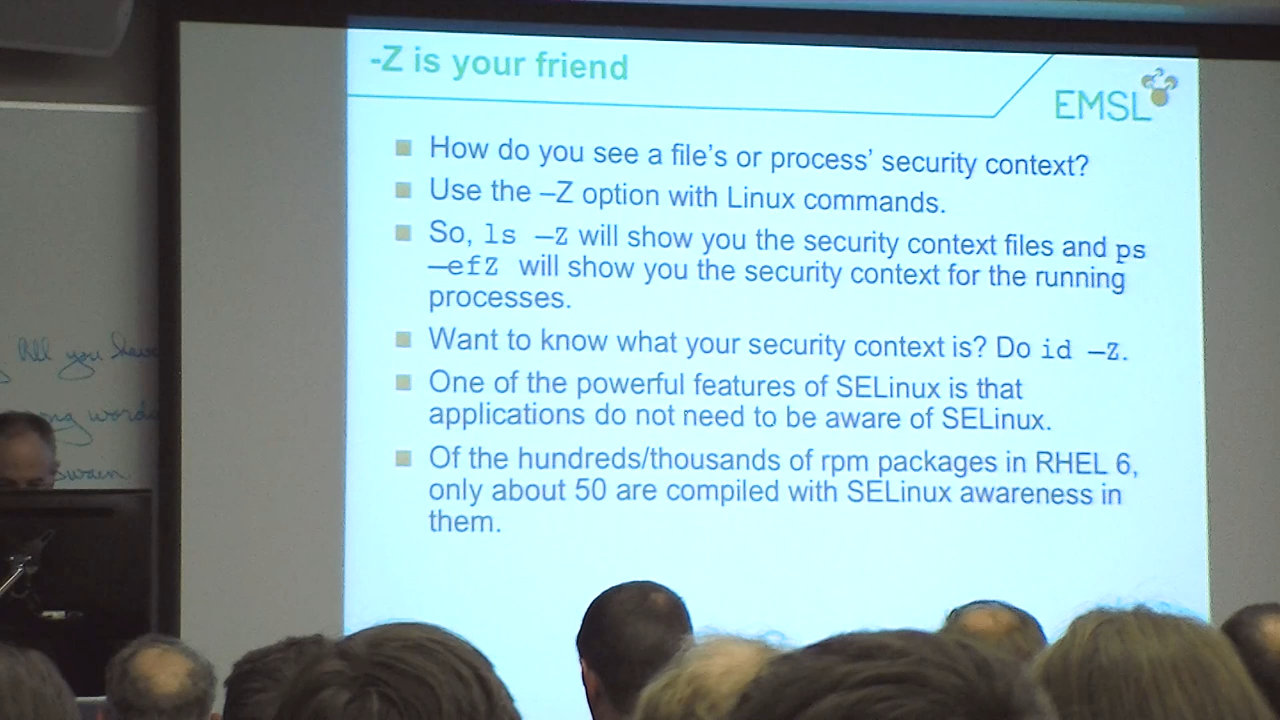 -Z is your friend
EMSL
How do you see a file's or process' security context?
Use the –Z option with Linux commands.
So, ls –Z will show you the security context files and ps
–efZ will show you the security context for the running
processes.
Want to know what your security context is? Do id –Z.
One of the powerful features of SELinux is that
applications do not need to be aware of SELinux.
Of the hundreds/thousands of rpm packages in RHEL 6,
only about 50 are compiled with SELinux awareness in
them.
All you have
words